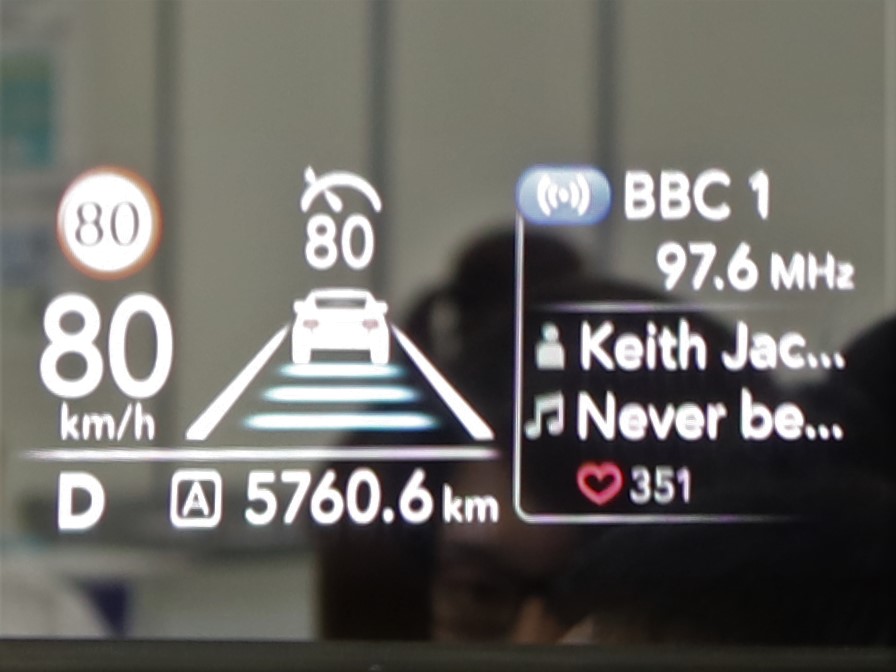 80
80
80
km/h
D A 5760.6 km
BBC 1
97.6 MHz
Keith Jac...
Never be...
351